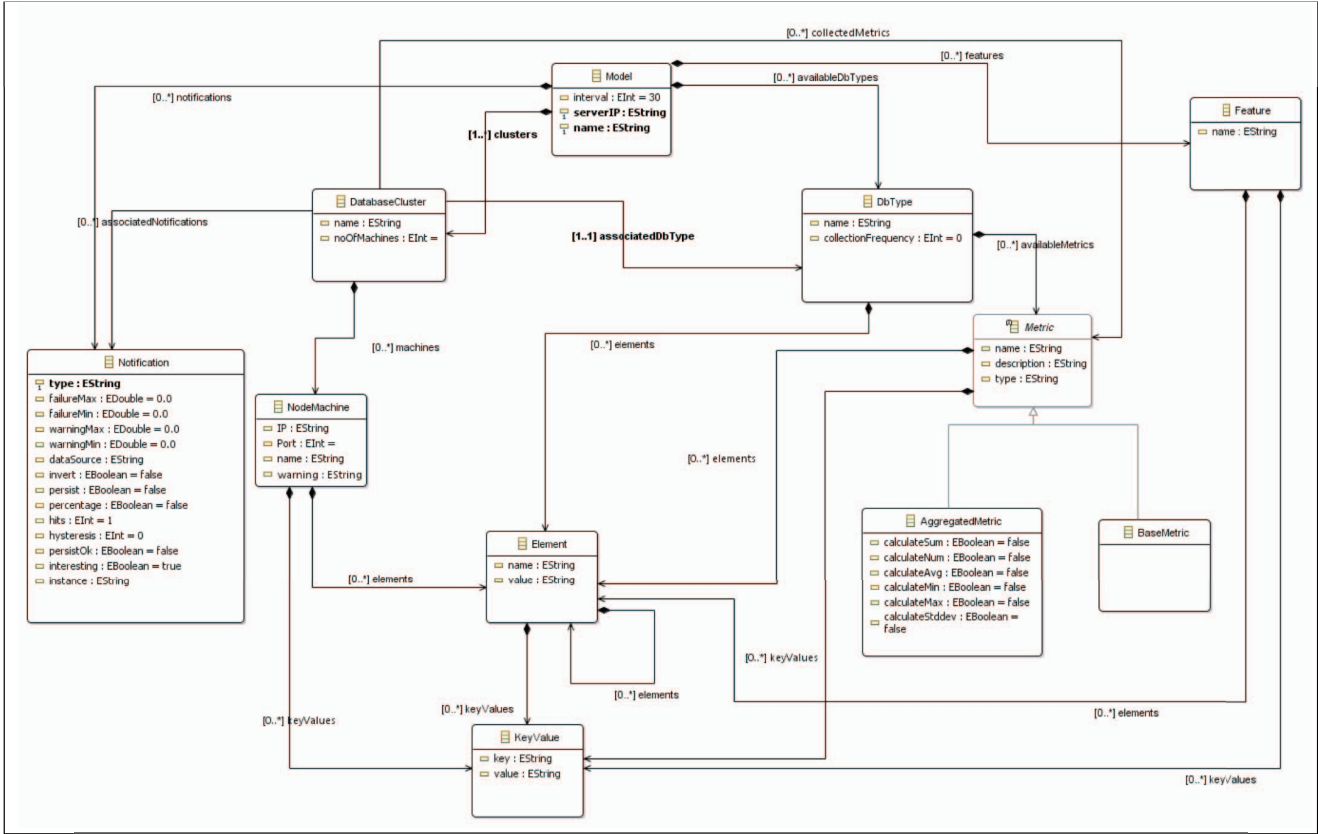 [0..*] collectedMetrics
[0..*] features
Model
[0..*] availableDbTypes
interval : EInt = 30
serverIP : EString
name : EString
[0..*] notifications
[1..*] clusters
Feature
name : EString
DatabaseCluster
name : EString
noOfMachines : EInt =
[0..*] associatedNotifications
[1..1] associatedDbType
DbType
name : EString
collectionFrequency : EInt = 0
[0..*] availableMetrics
[0..*] machines
[0..*] elements
Metric
name : EString
description : EString
type : EString
Notification
type : EString
failureMax : EDouble = 0.0
failureMin : EDouble = 0.0
warningMax : EDouble = 0.0
warningMin : EDouble = 0.0
dataSource : EString
invert : EBoolean = false
persist : EBoolean = false
percentage : EBoolean = false
hits : EInt = 1
hysteresis : EInt = 0
persistOk : EBoolean = false
interesting : EBoolean = true
instance : EString
NodeMachine
IP : EString
Port : EInt =
name : EString
warning : EString
[0..*] elements
AggregatedMetric
calculateSum : EBoolean = false
calculateNum : EBoolean = false
calculateAvg : EBoolean = false
calculateMin : EBoolean = false
calculateMax : EBoolean = false
calculateStddev : EBoolean =
false
BaseMetric
Element
name : EString
value : EString
[0..*] elements
[0..*] keyValues
[0..*] elements
[0..*] elements
[0..*] keyValues
[0..*] keyValues
KeyValue
key : EString
value : EString
[0..*] keyValues